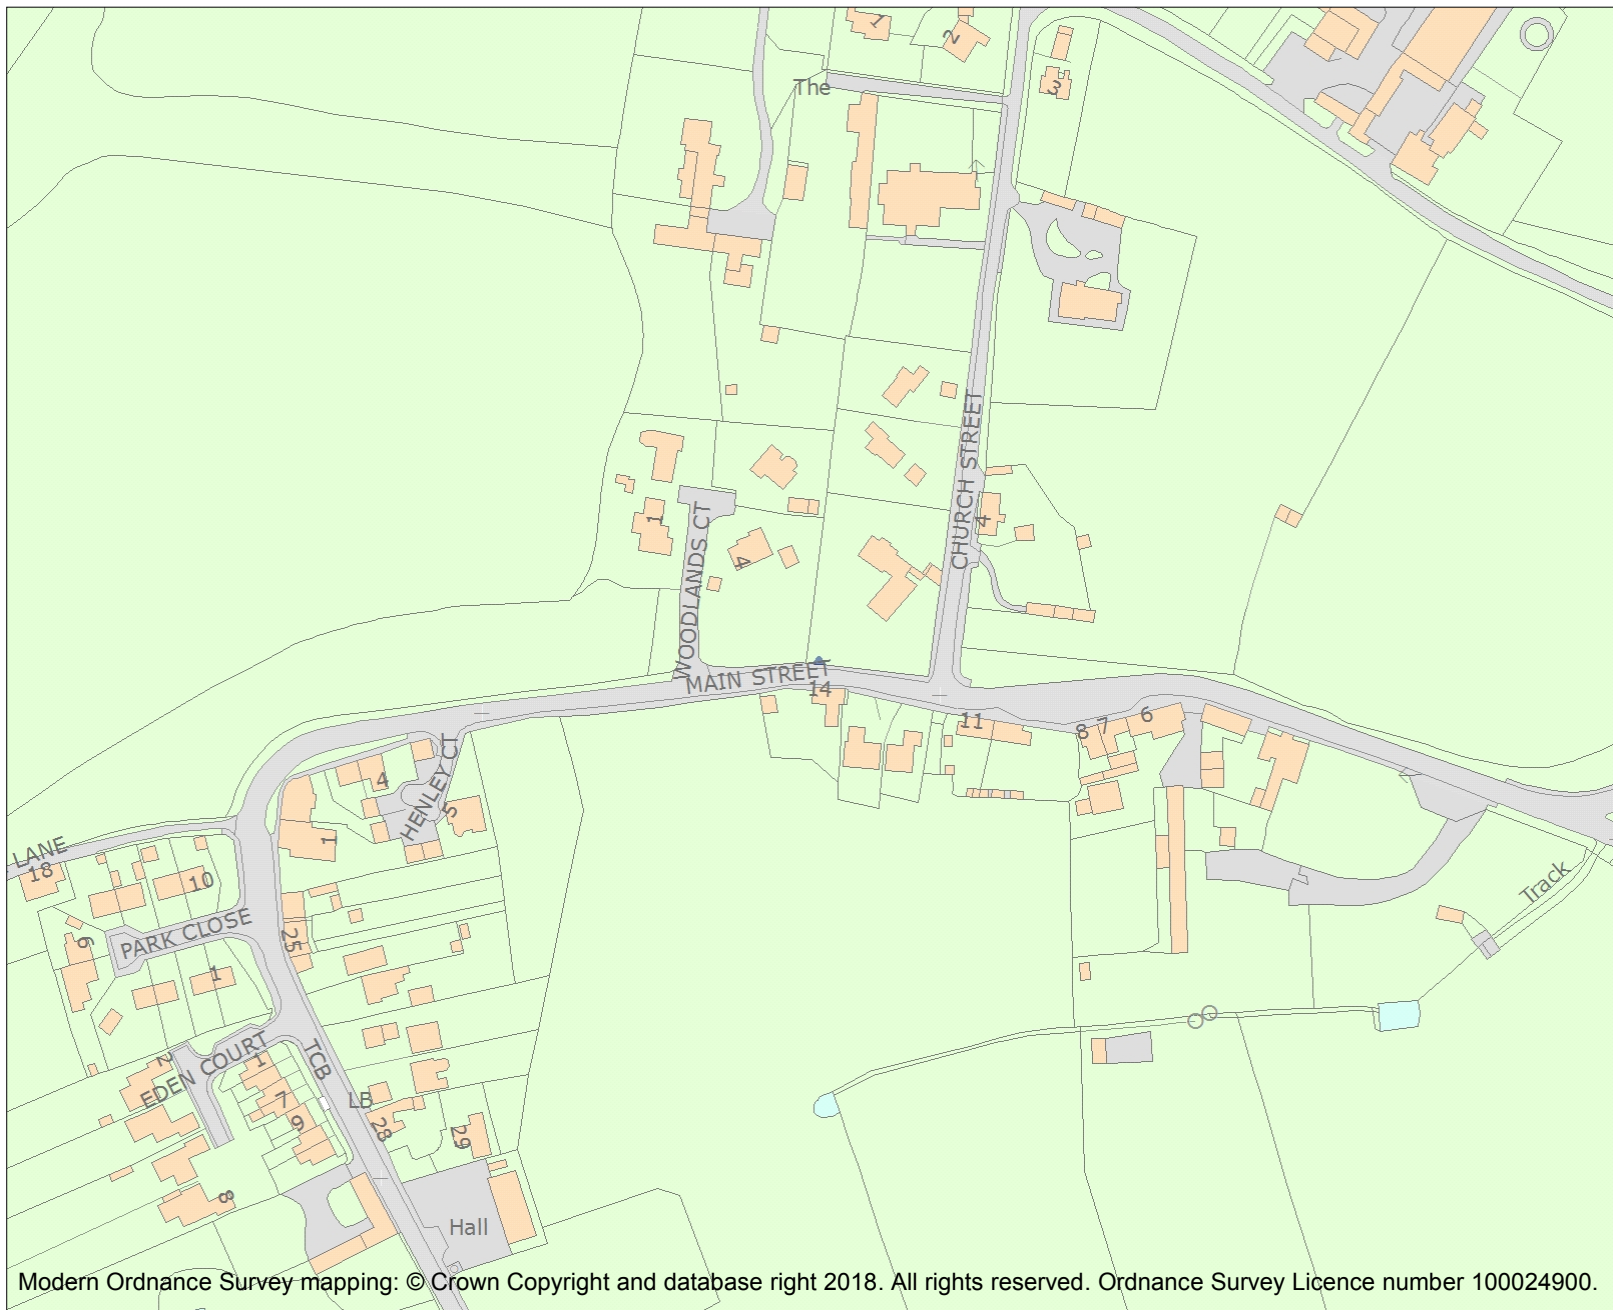 1
2
The
3
CHURCH STREET
4
1
WOODLANDS CT
4
MAIN STREET
14
11
8
7
6
HENLEY CT
4
5
1
LANE
18
10
PARK CLOSE
6
25
1
Track
EDEN COURT
2
1
7
9
TCB
LB
28
29
8
Hall
Modern Ordnance Survey mapping: © Crown Copyright and database right 2018. All rights reserved. Ordnance Survey Licence number 100024900.